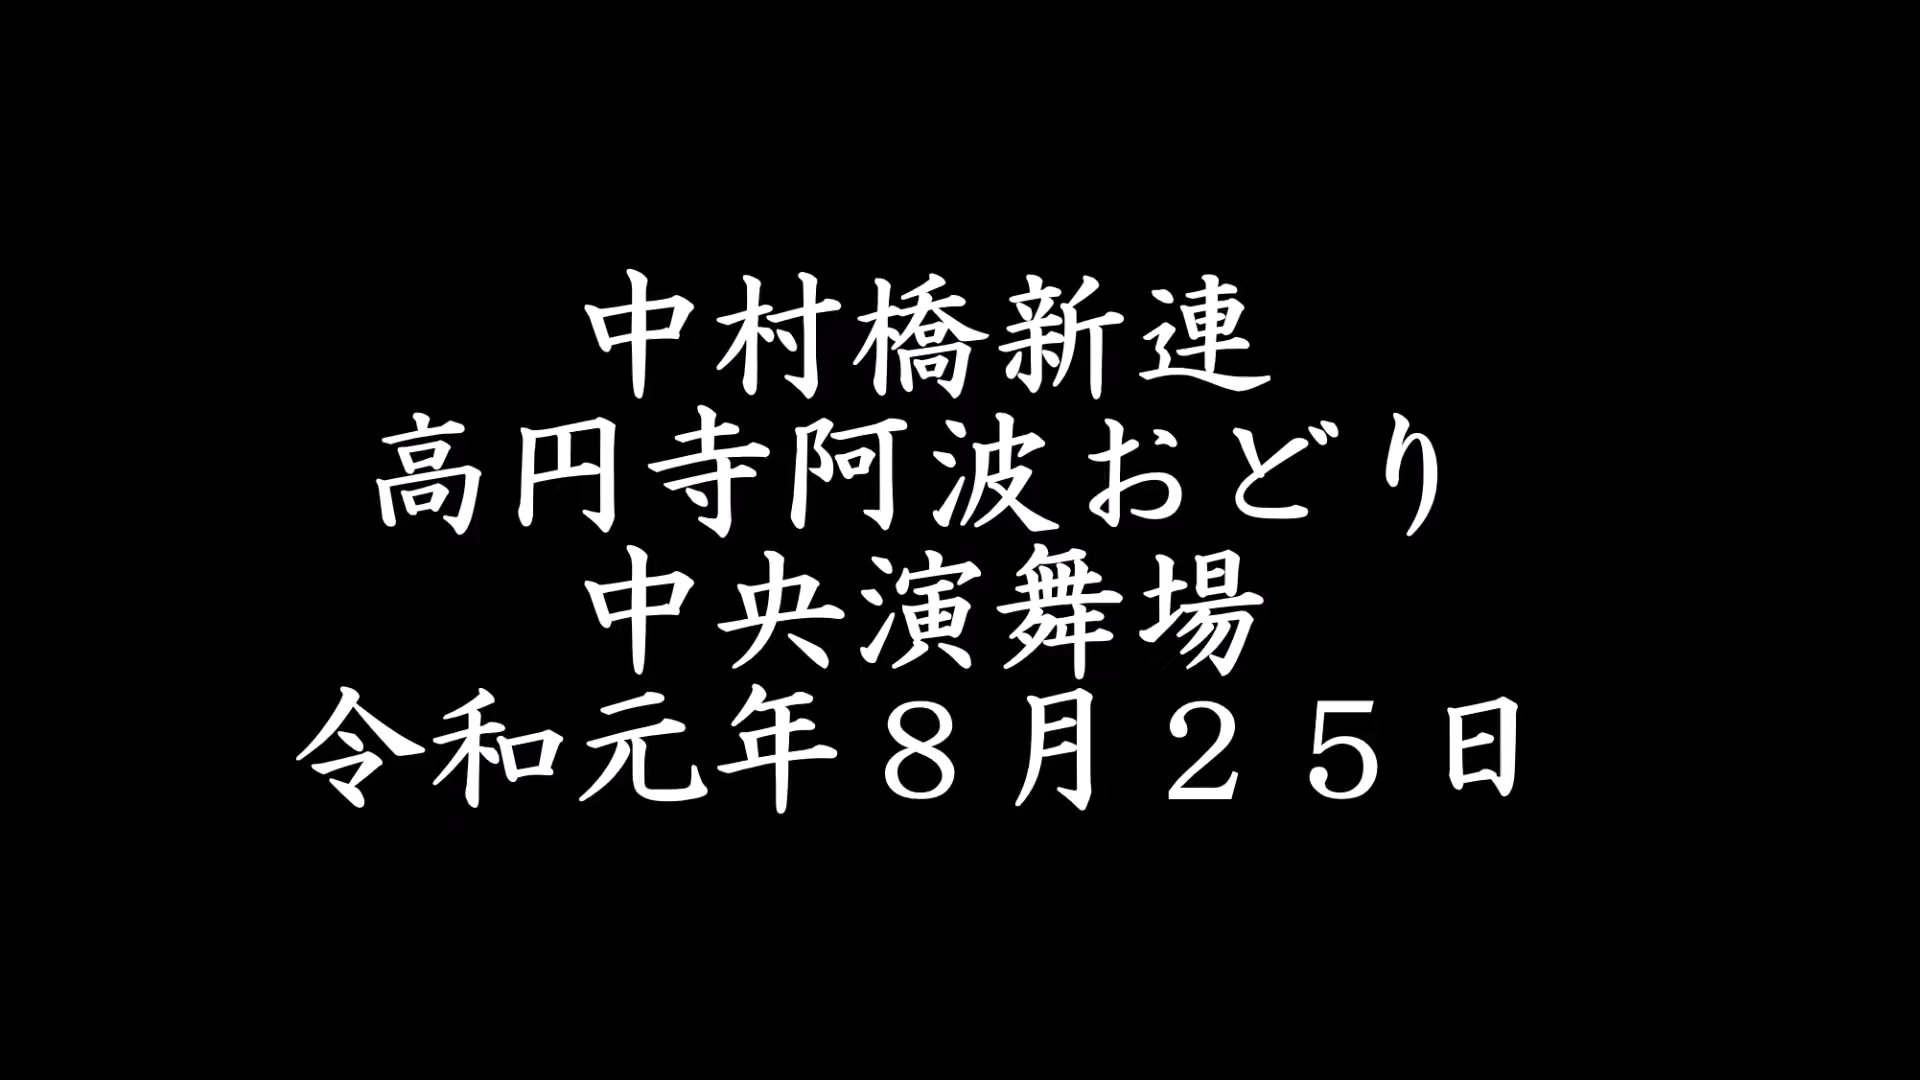 中村橋新連
高円寺阿波おどり
中央演舞場
令和元年８月２５日